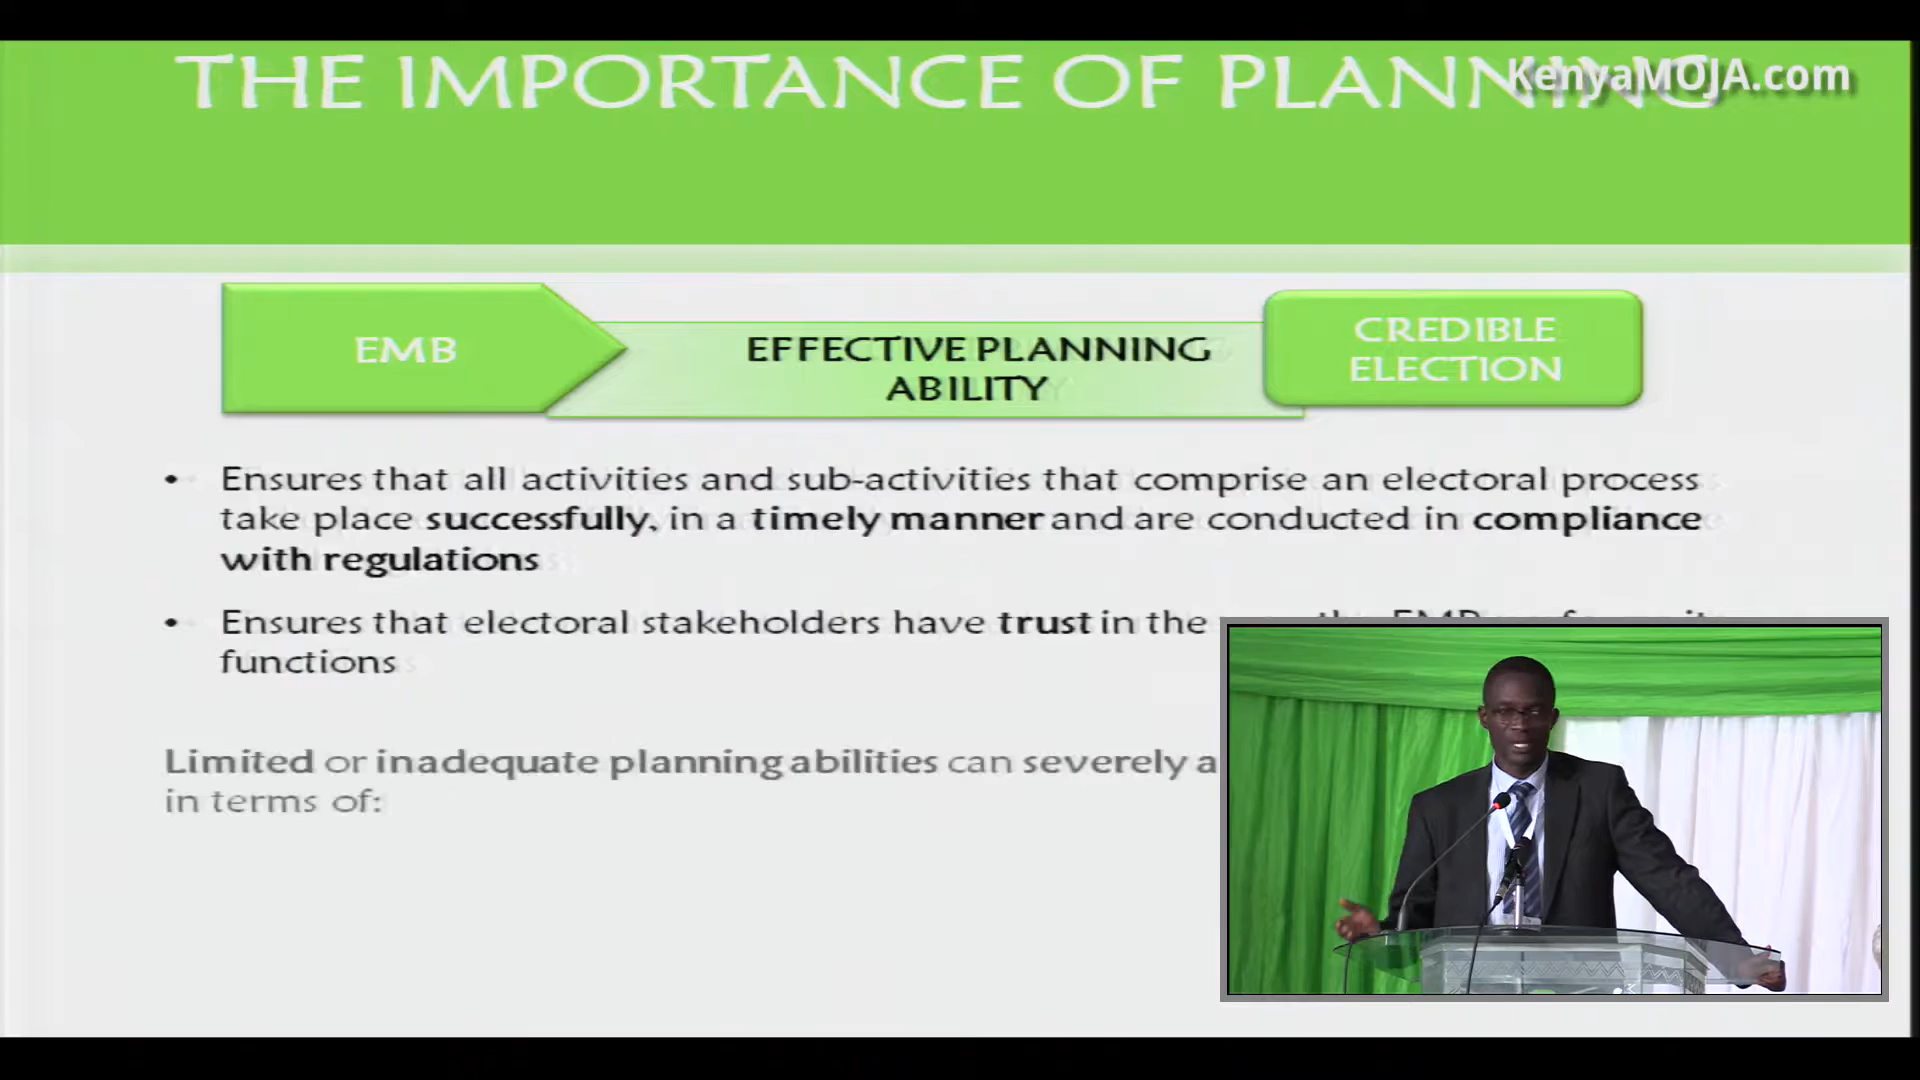 THE IMPORTANCE OF PLANNING
KenyaMOJA.com
EMB
EFFECTIVE PLANNING
ABILITY
CREDIBLE
ELECTION
• Ensures that all activities and sub-activities that comprise an electoral process
take place successfully, in a timely manner and are conducted in compliance
with regulations
• Ensures that electoral stakeholders have trust in the
functions
Limited or inadequate planning abilities can severely a
in terms of: